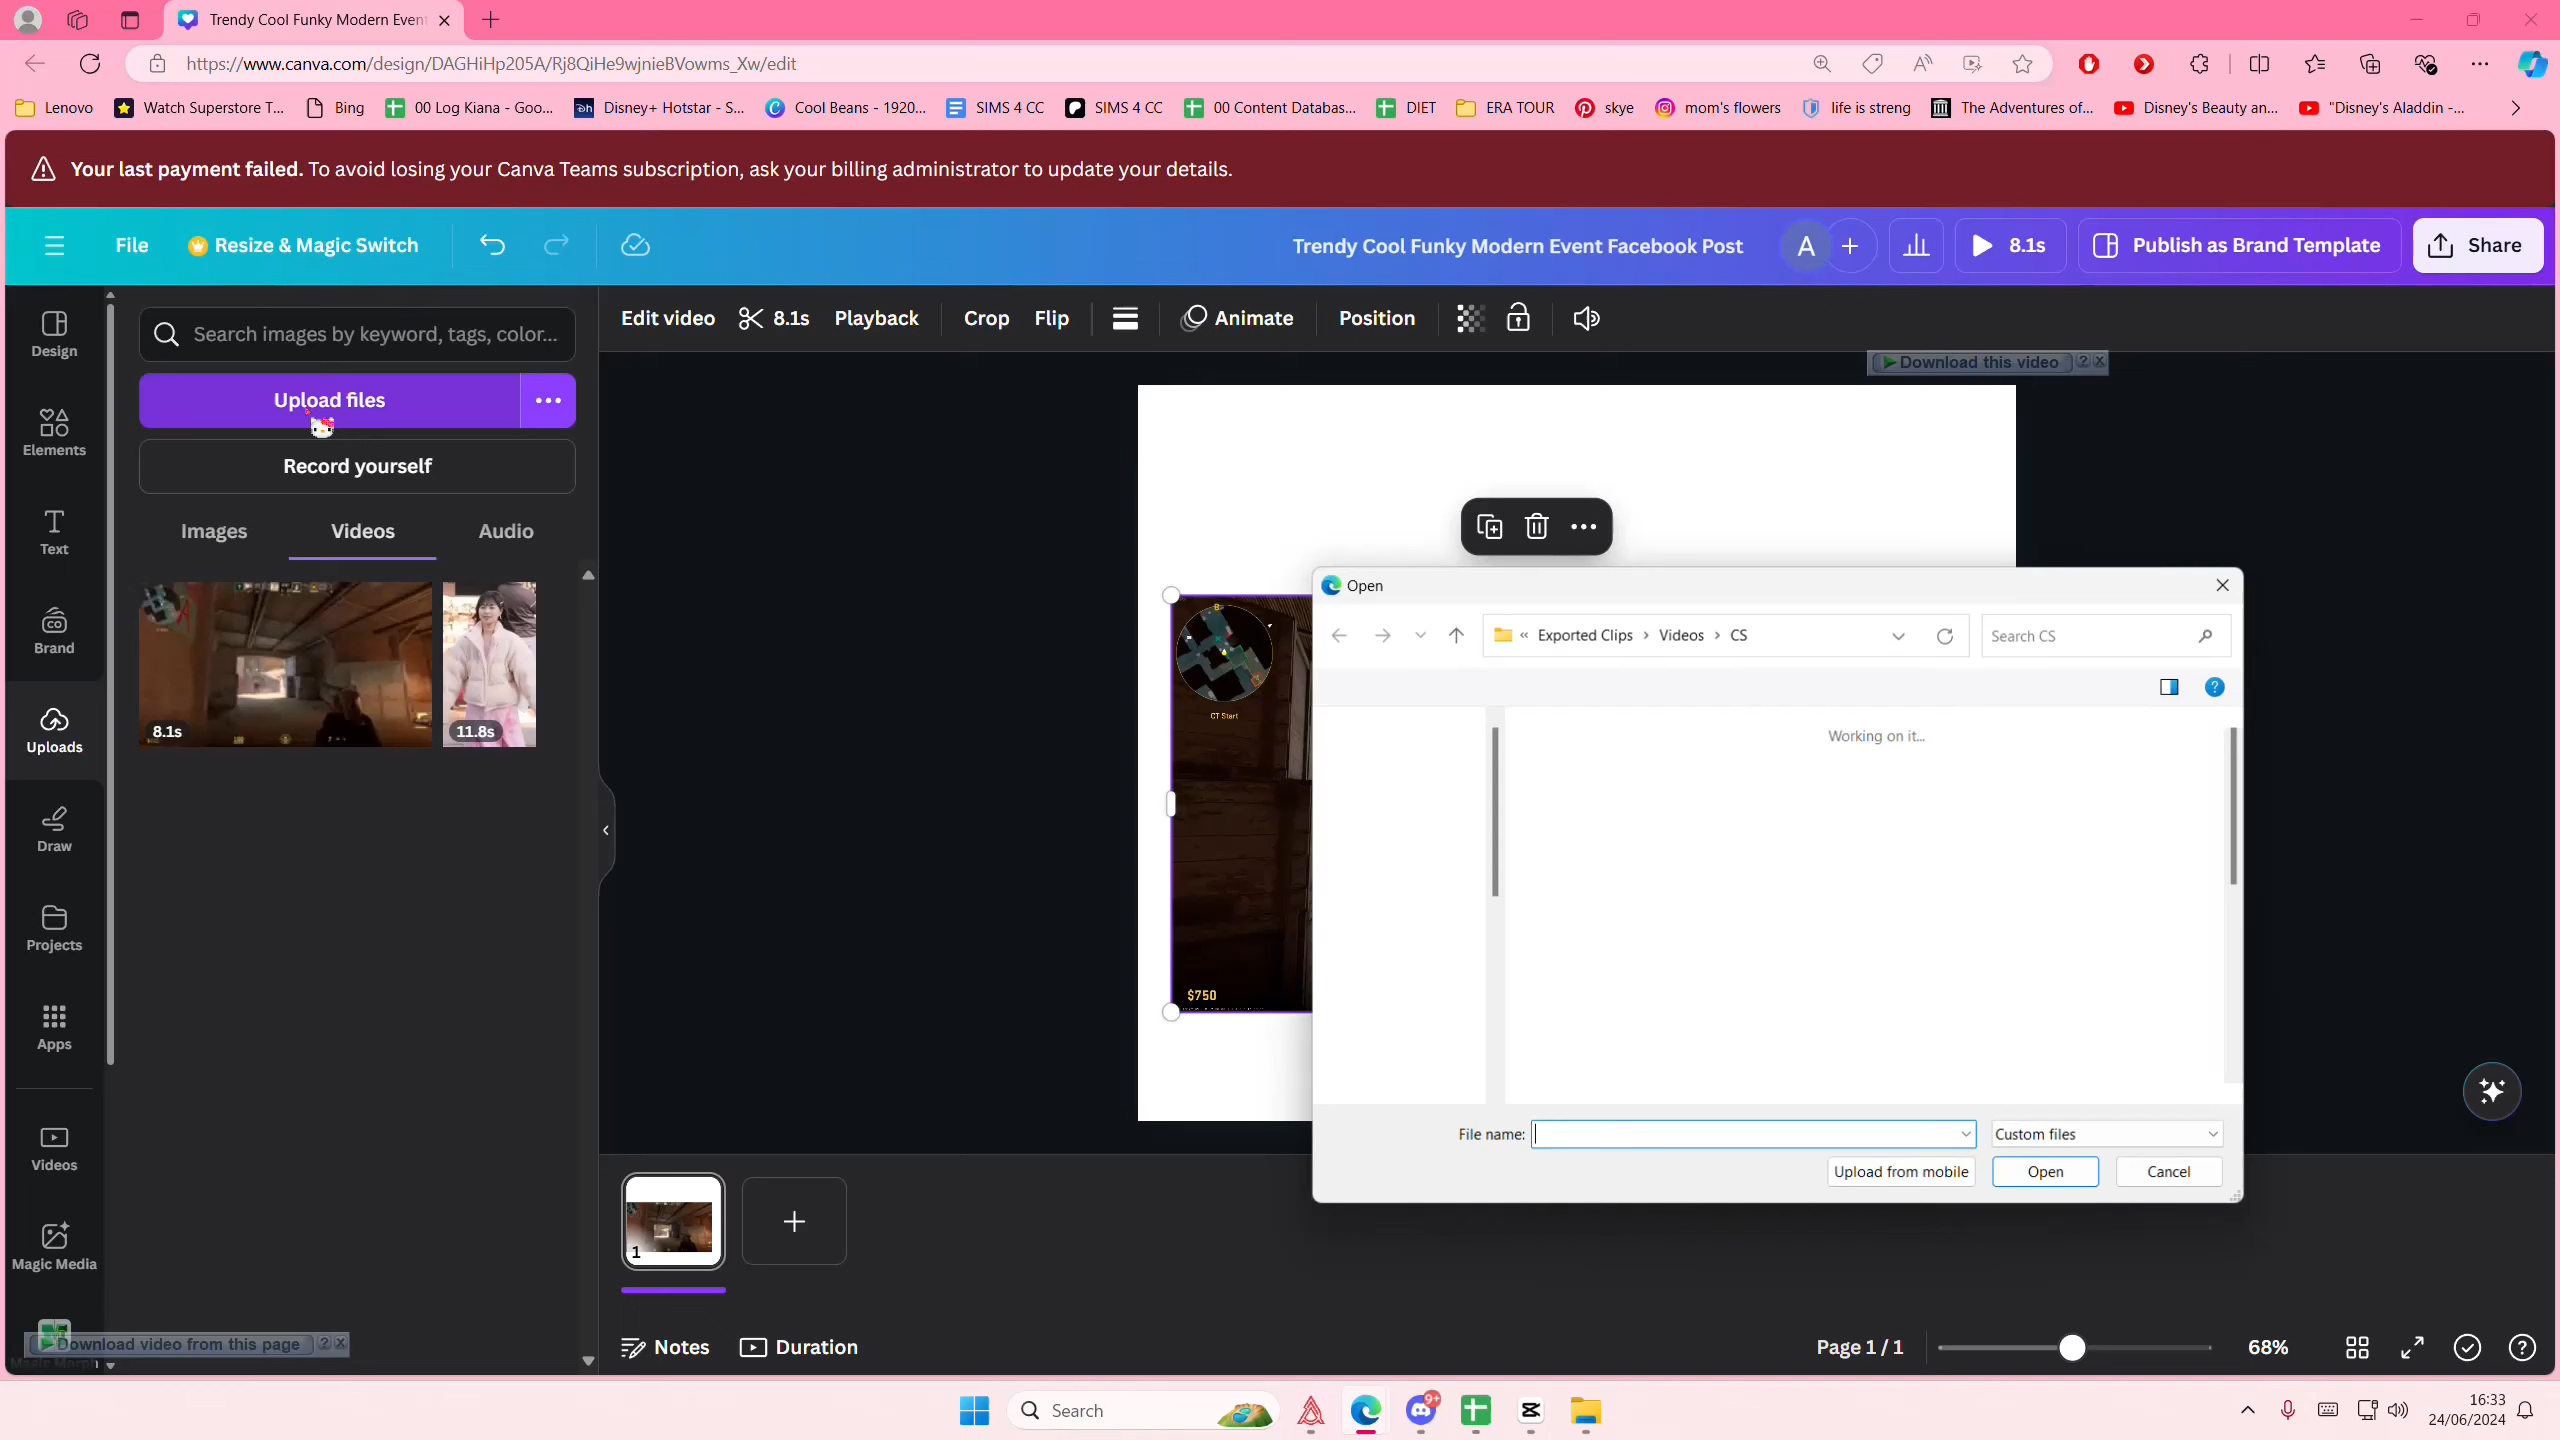 Trendy Cool Funky Modern Even
https://www.canva.com/design/DAGHiHp205A/Rj8QiHe9wjnieBVowms_Xw/edit
Lenovo
Watch Superstore T...
Bing
00 Log Kiana - Goo...
Disney+ Hotstar - S...
Cool Beans - 1920...
SIMS 4 CC
SIMS 4 CC
00 Content Databas...
DIET
ERA TOUR
skye
mom's flowers
life is streng
The Adventures of...
Disney's Beauty an...
"Disney's Aladdin -...
Your last payment failed. To avoid losing your Canva Teams subscription, ask your billing administrator to update your details.
File
Resize & Magic Switch
Trendy Cool Funky Modern Event Facebook Post
A
8.1s
Publish as Brand Template
Share
Design
Elements
Text
Brand
Uploads
Draw
Projects
Apps
Videos
Magic Media
Search images by keyword, tags, color...
Upload files
Record yourself
Images
Videos
Audio
8.1s
11.8s
Edit video
8.1s
Playback
Crop
Flip
Animate
Position
Download this video
CT Start
$750
Open
« Exported Clips › Videos › CS
Search CS
Working on it...
File name:
Custom files
Upload from mobile
Open
Cancel
1
Download video from this page
Notes
Duration
Page 1 / 1
68%
Search
9+
16:33
24/06/2024